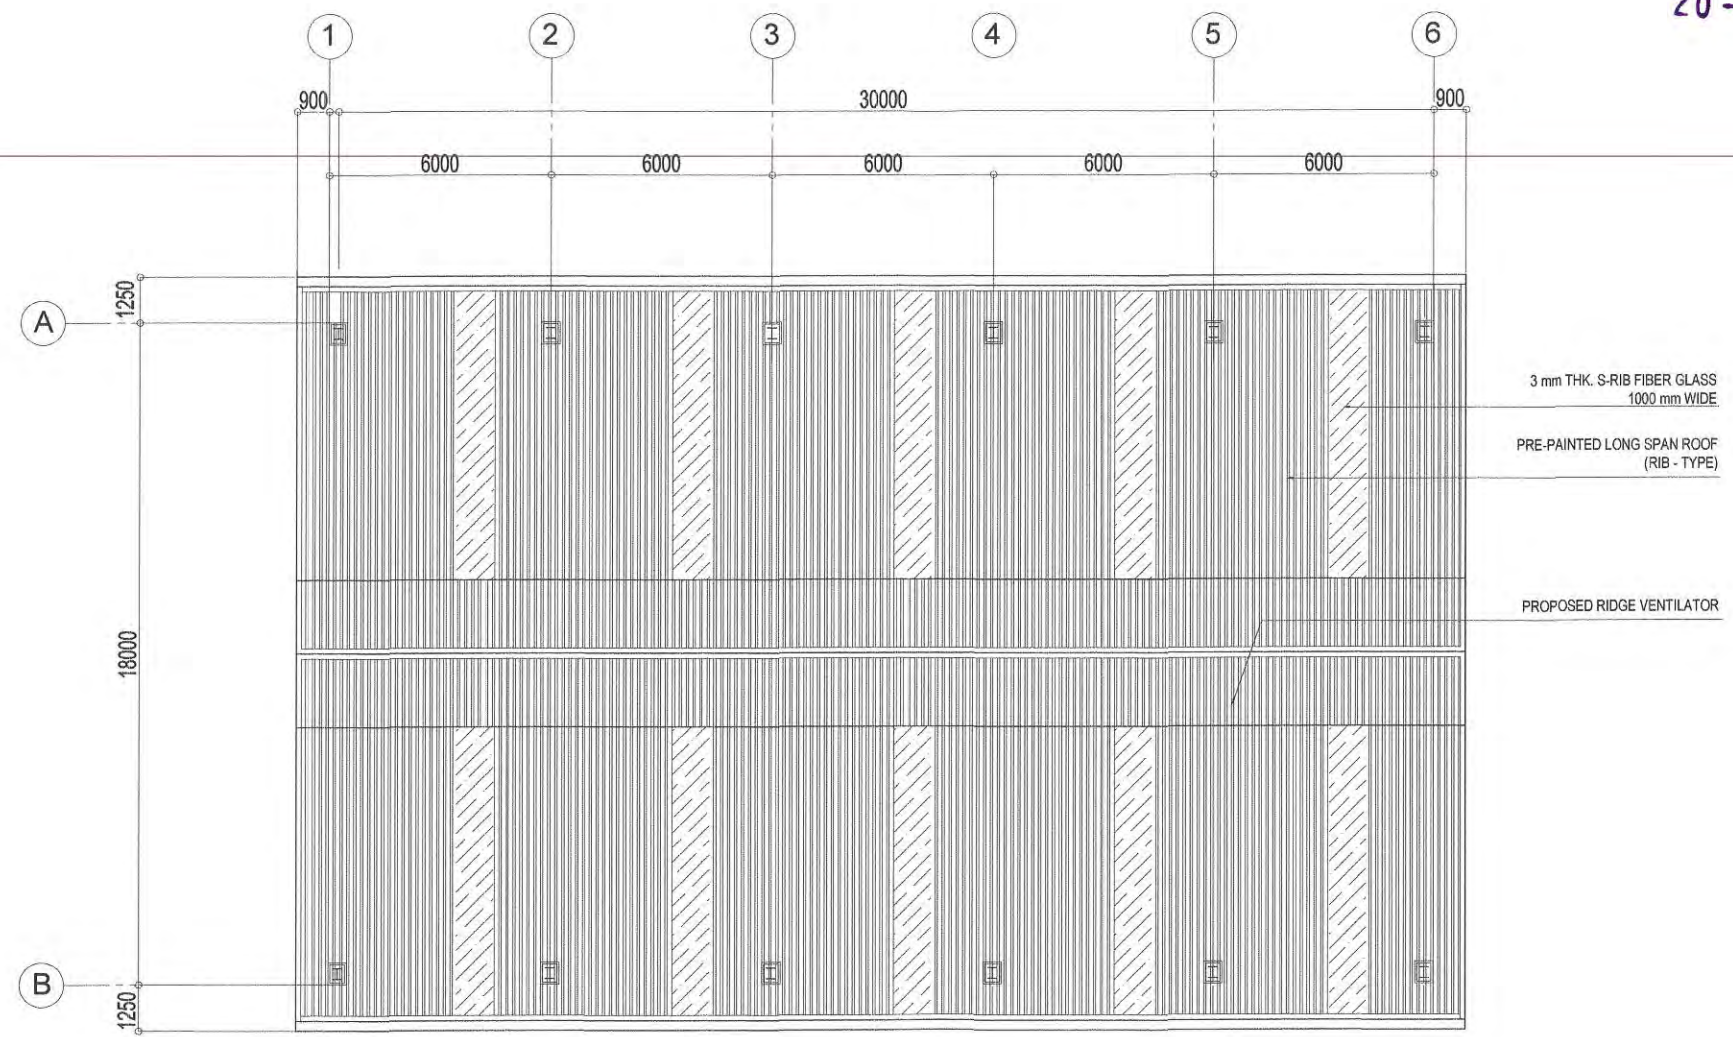 20-
1 2 3 4 5 6
900 30000 900
6000 6000 6000 6000 6000
1250
A
3 mm THK. S-RIB FIBER GLASS
1000 mm WIDE
PRE-PAINTED LONG SPAN ROOF
(RIB - TYPE)
PROPOSED RIDGE VENTILATOR
18000
B
1250